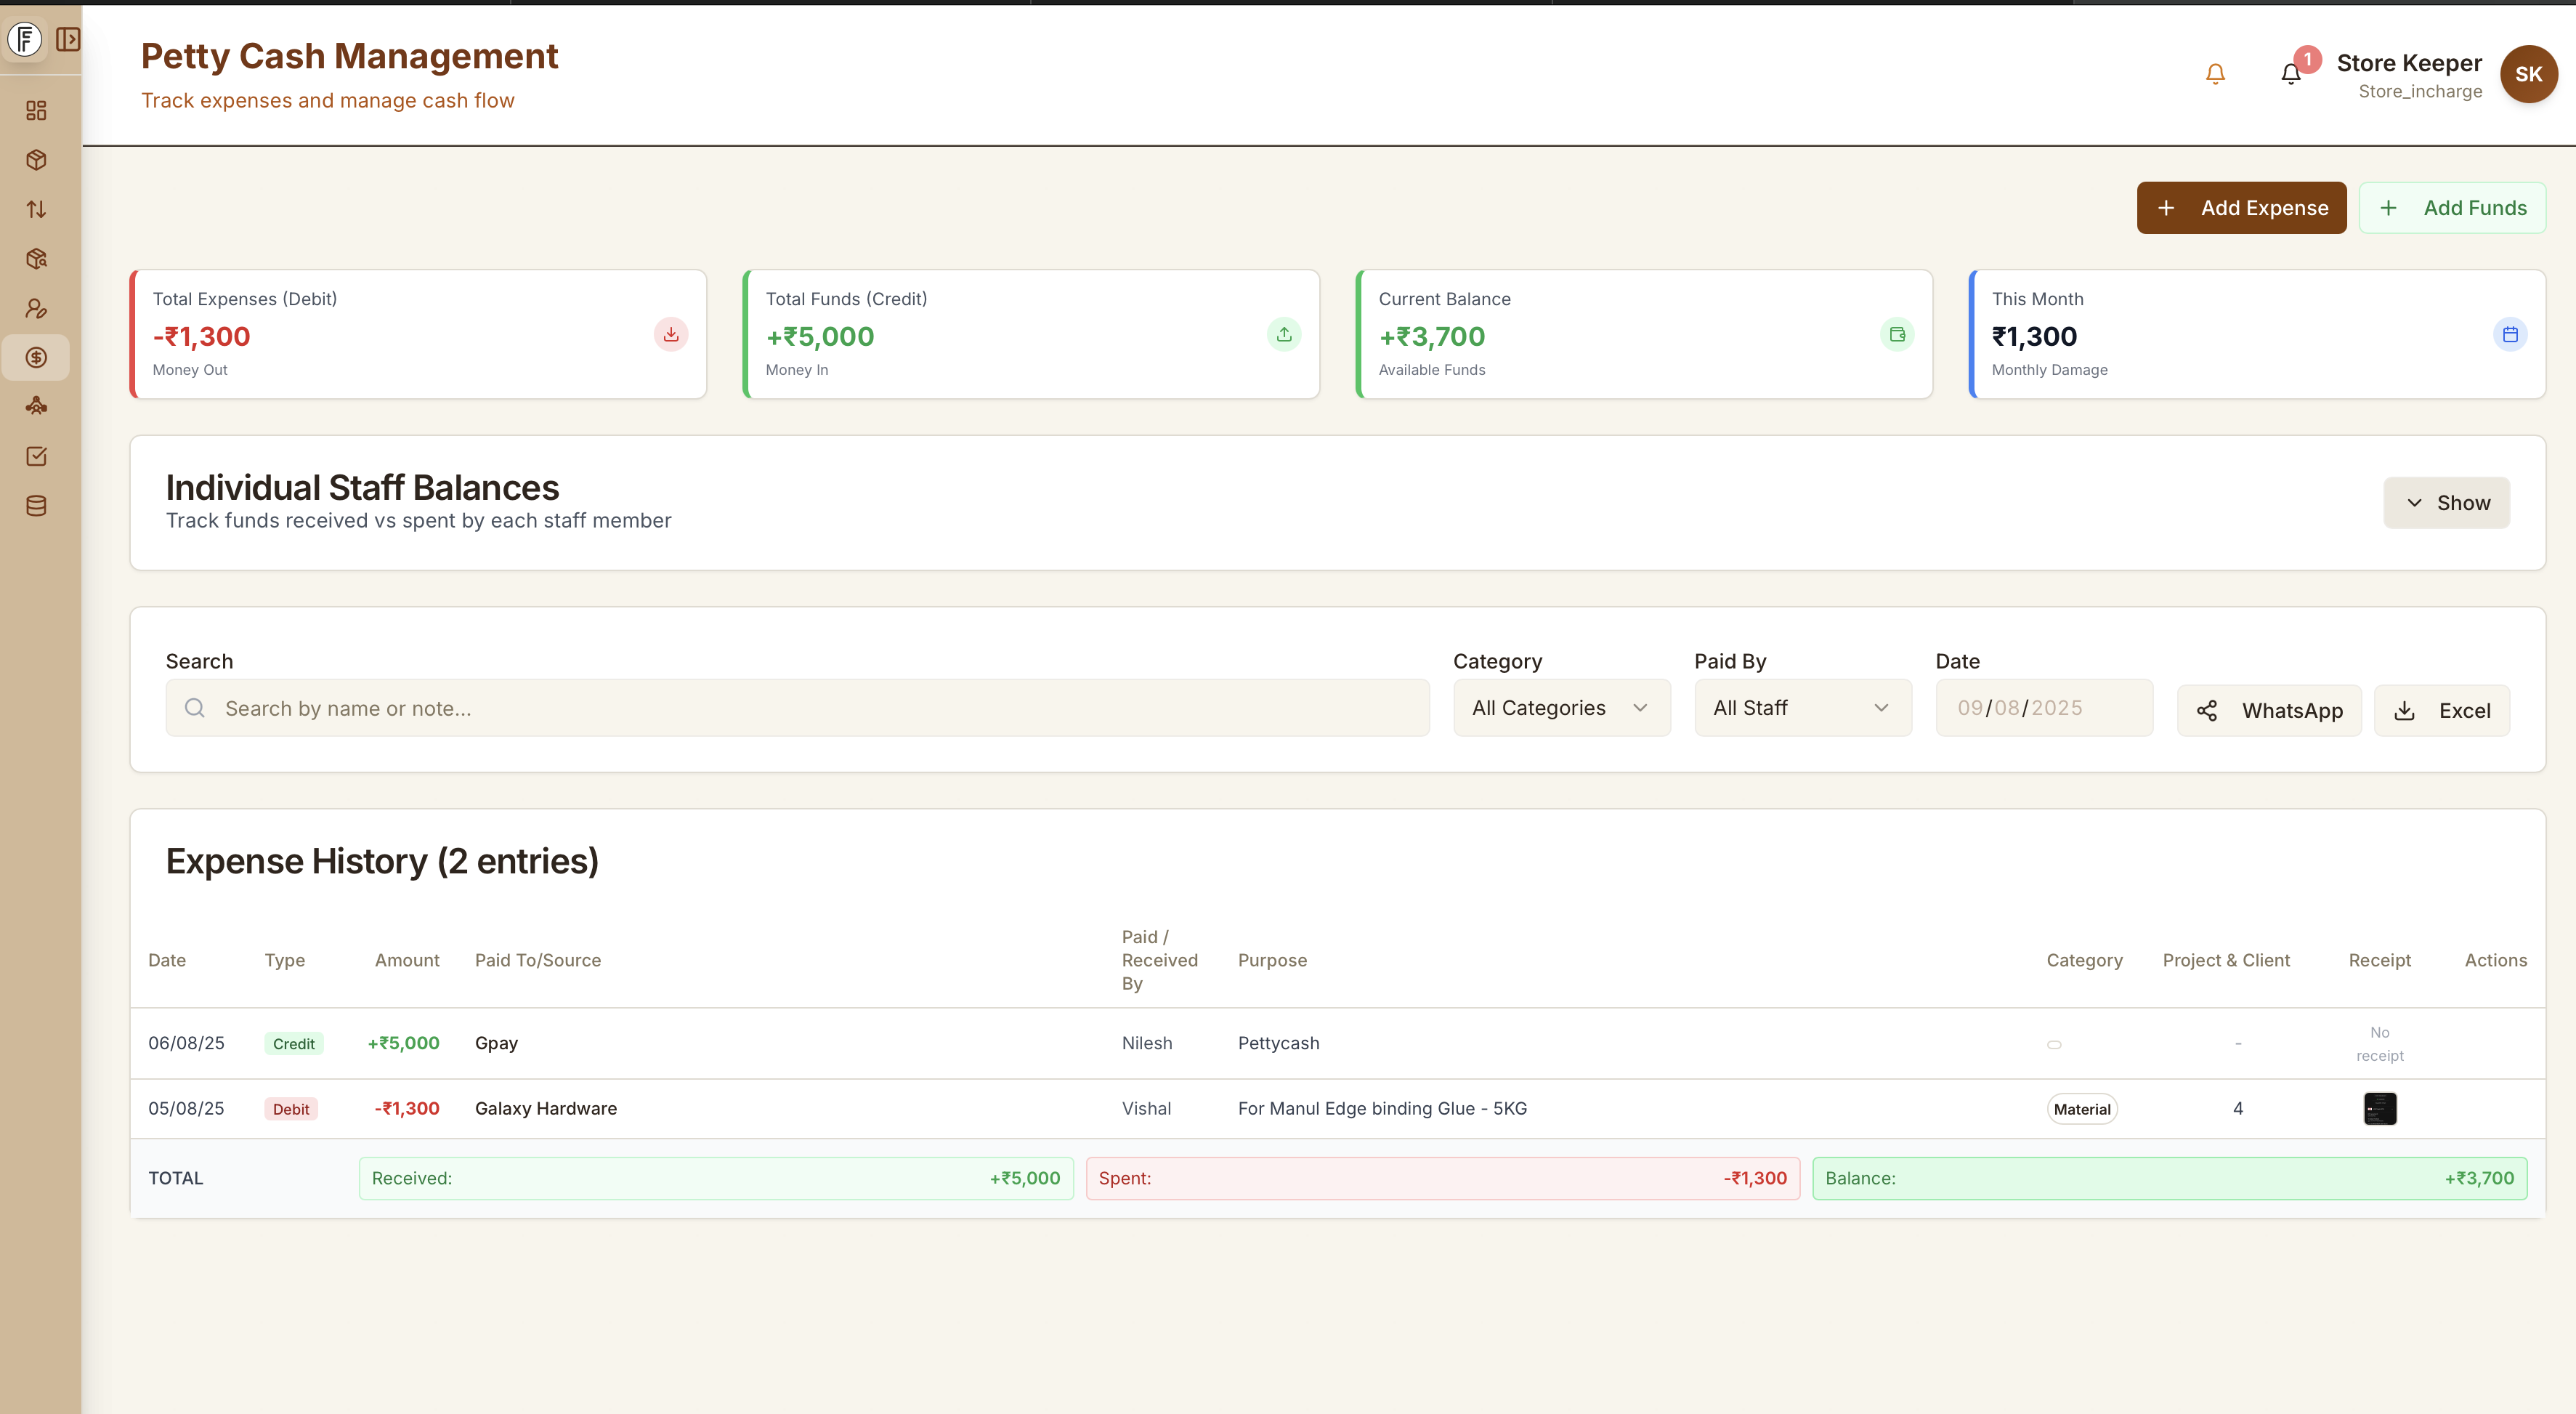 Petty Cash Management
Track expenses and manage cash flow
1
Store Keeper
Store_incharge
SK
Add Expense
Add Funds
Total Expenses (Debit)
-₹1,300
Money Out
Total Funds (Credit)
+₹5,000
Money In
Current Balance
+₹3,700
Available Funds
This Month
₹1,300
Monthly Damage
Individual Staff Balances
Track funds received vs spent by each staff member
Show
Search
Search by name or note...
Category
All Categories
Paid By
All Staff
Date
09/08/2025
WhatsApp
Excel
Expense History (2 entries)
Date
Type
Amount
Paid To/Source
Paid /
Received
By
Purpose
Category
Project & Client
Receipt
Actions
06/08/25
Credit
+₹5,000
Gpay
Nilesh
Pettycash
-
No
receipt
05/08/25
Debit
-₹1,300
Galaxy Hardware
Vishal
For Manul Edge binding Glue - 5KG
Material
4
TOTAL
Received:
+₹5,000
Spent:
-₹1,300
Balance:
+₹3,700